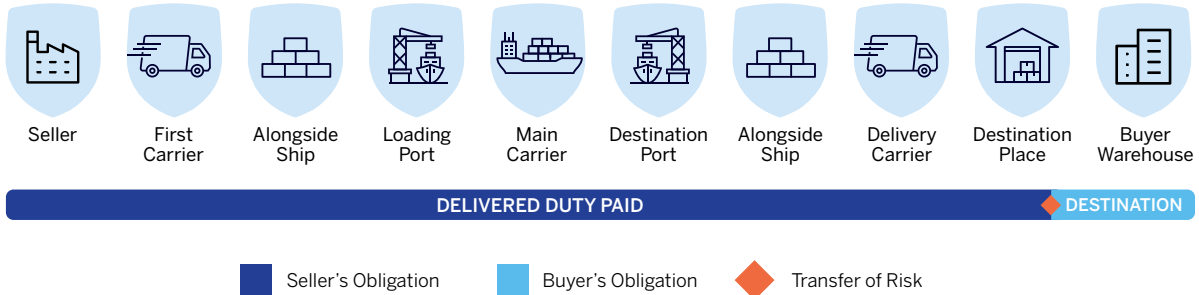 Seller
First
Carrier
Alongside
Ship
Loading
Port
Main
Carrier
Destination
Port
Alongside
Ship
Delivery
Carrier
Destination
Place
Buyer
Warehouse
DELIVERED DUTY PAID
DESTINATION
Seller’s Obligation
Buyer’s Obligation
Transfer of Risk